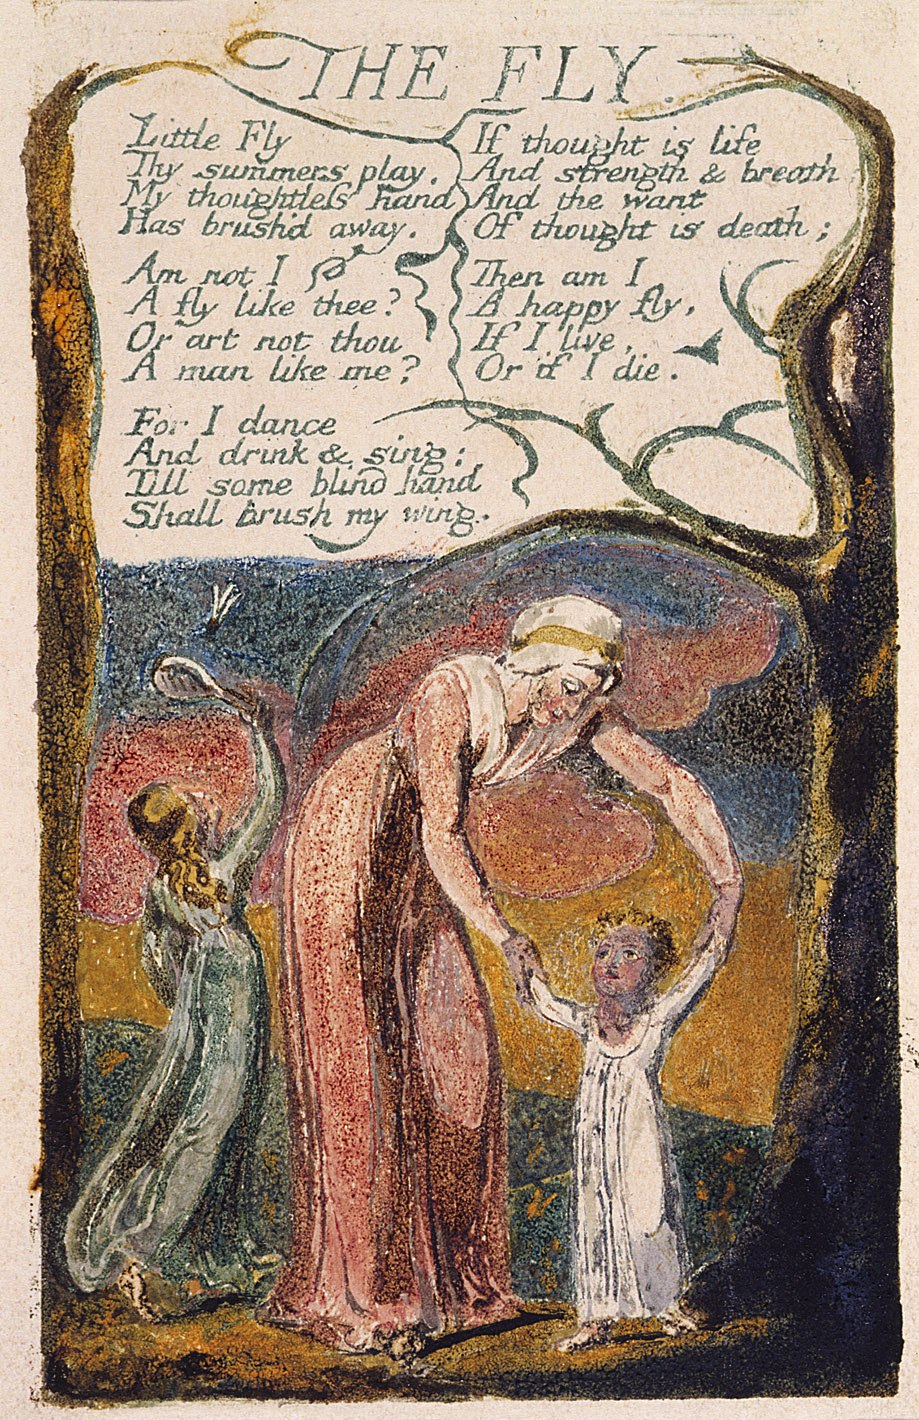 THE FLY
Little Fly
Thy summers play,
My thoughtless hand
Has brush'd away.
Am not I
A fly like thee?
Or art not thou
A man like me?
For I dance
And drink & sing:
Till some blind hand
Shall brush my wing.
If thought is life
And strength & breath
And the want
Of thought is death;
Then am I
A happy fly,
If I live,
Or if I die.